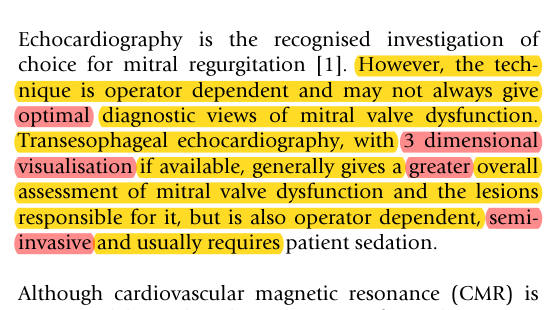 Echocardiography is the recognised investigation of
choice for mitral regurgitation [1]. However, the tech-
nique is operator dependent and may not always give
optimal diagnostic views of mitral valve dysfunction.
Transesophageal echocardiography, with 3 dimensional
visualisation if available, generally gives a greater overall
assessment of mitral valve dysfunction and the lesions
responsible for it, but is also operator dependent, semi-
invasive and usually requires patient sedation.
Although cardiovascular magnetic resonance (CMR) is